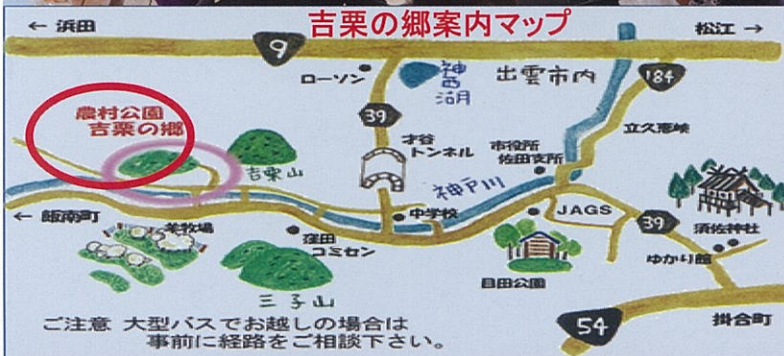 吉栗の郷案内マップ
← 浜田
9
松江 →
ローソン
神西湖
出雲市内
184
39
農村公園
吉栗の郷
才谷
トンネル
市役所
佐田支所
立久恵峡
吉栗山
神戸川
← 飯南町
羊牧場
中学校
JAGS
39
須佐神社
窪田
コミセン
ゆかり館
目田公園
三子山
54
掛合町
ご注意 大型バスでお越しの場合は
事前に経路をご相談下さい。